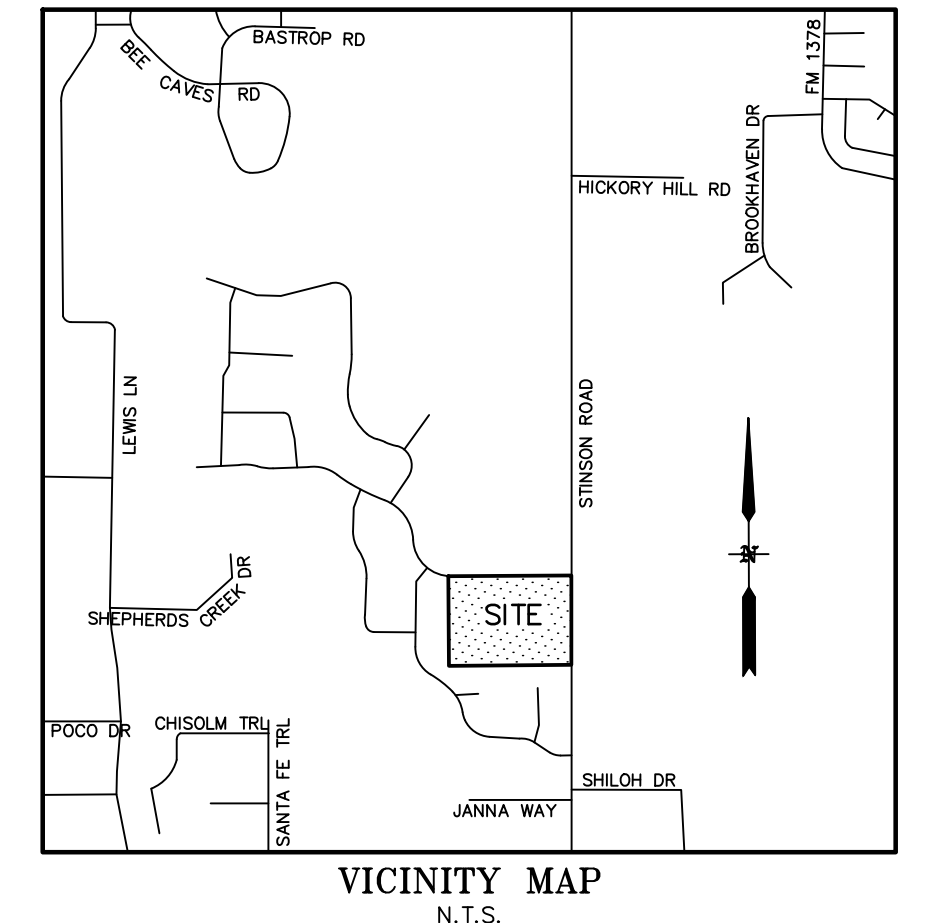 BASTROP RD
BEE CAVES RD
FM 1378
BROOKHAVEN DR
HICKORY HILL RD
LEWIS LN
STINSON ROAD
N
SHEPHERDS CREEK DR
SITE
POCO DR
CHISOLM TRL
SANTA FE TRL
SHILOH DR
JANNA WAY
VICINITY MAP
N.T.S.